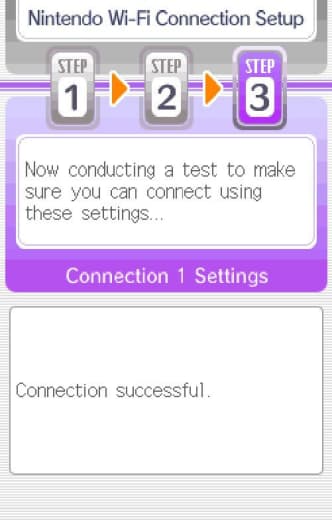 Nintendo Wi-Fi Connection Setup
STEP 1
STEP 2
STEP 3
Now conducting a test to make
sure you can connect using
these settings...
Connection 1 Settings
Connection successful.